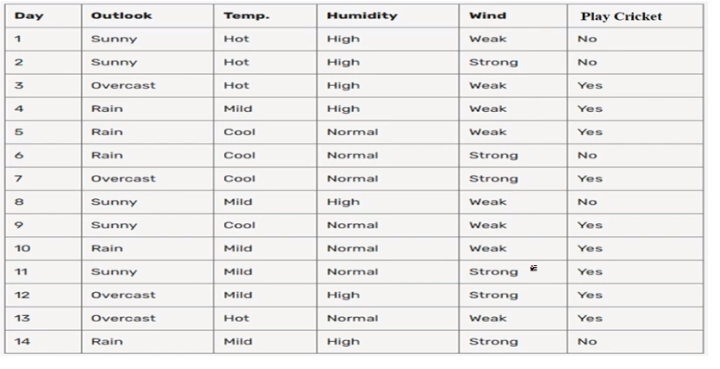 Day Outlook Temp. Humidity Wind Play Cricket
1 Sunny Hot High Weak No
2 Sunny Hot High Strong No
3 Overcast Hot High Weak Yes
4 Rain Mild High Weak Yes
5 Rain Cool Normal Weak Yes
6 Rain Cool Normal Strong No
7 Overcast Cool Normal Strong Yes
8 Sunny Mild High Weak No
9 Sunny Cool Normal Weak Yes
10 Rain Mild Normal Weak Yes
11 Sunny Mild Normal Strong Yes
12 Overcast Mild High Strong Yes
13 Overcast Hot Normal Weak Yes
14 Rain Mild High Strong No